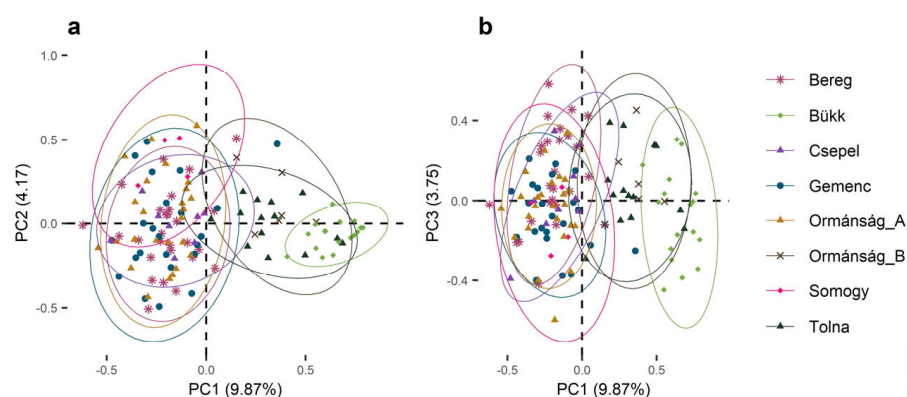 a
1.0
0.5
0.0
-0.5
PC2 (4.17)
-0.5
0.0
0.5
PC1 (9.87%)
b
0.4
0.0
-0.4
PC3 (3.75)
-0.5
0.0
0.5
PC1 (9.87%)
Bereg
Bükk
Csepel
Gemenc
Ormánság_A
Ormánság_B
Somogy
Tolna